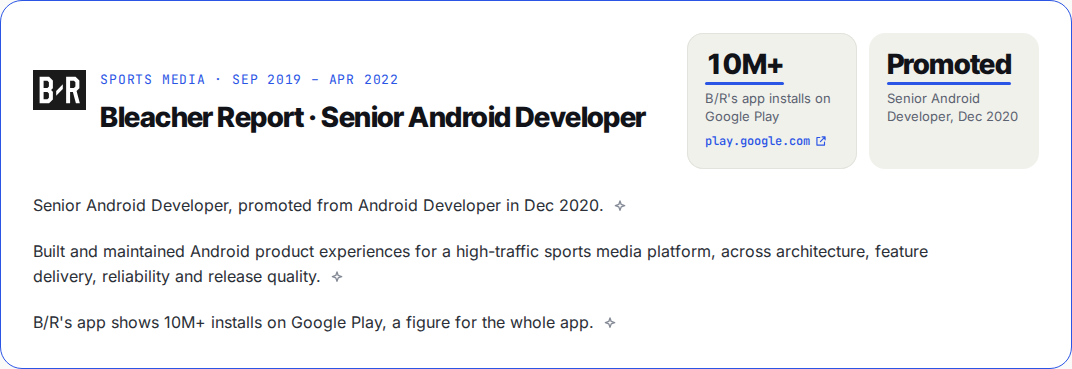 B/R
SPORTS MEDIA · SEP 2019 – APR 2022
Bleacher Report · Senior Android Developer
10M+
B/R's app installs on
Google Play
play.google.com
Promoted
Senior Android
Developer, Dec 2020
Senior Android Developer, promoted from Android Developer in Dec 2020.
Built and maintained Android product experiences for a high-traffic sports media platform, across architecture, feature
delivery, reliability and release quality.
B/R's app shows 10M+ installs on Google Play, a figure for the whole app.